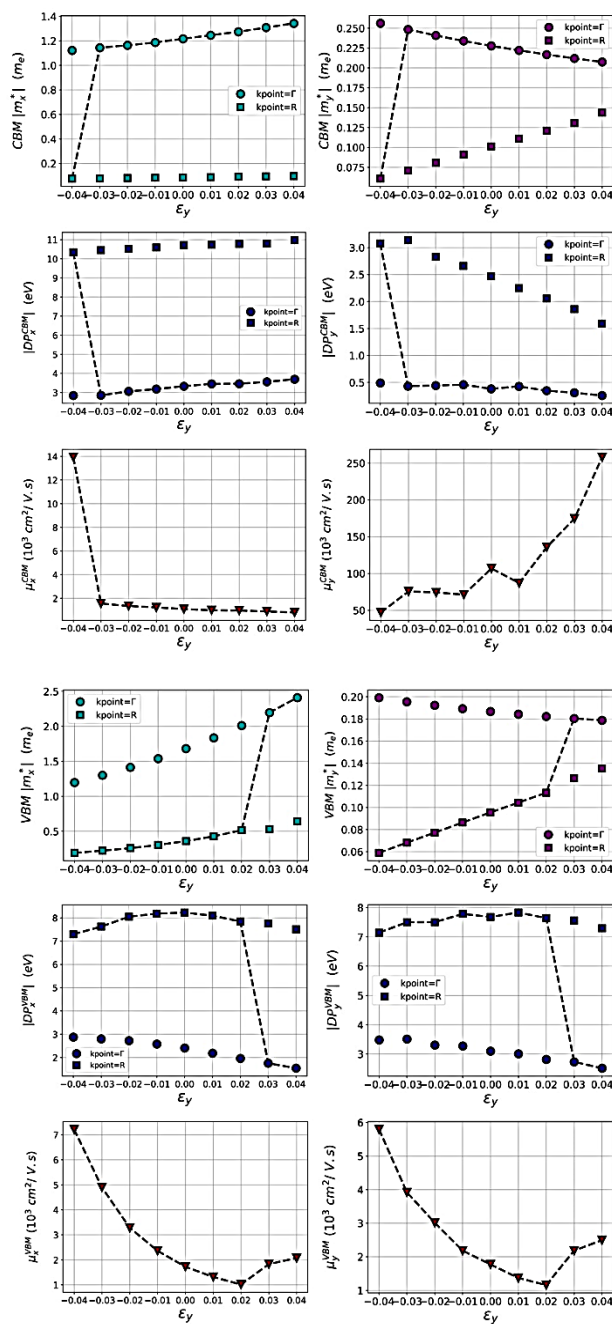 CBM |m*x| (me)
1.4
1.2
1.0
0.8
0.6
0.4
0.2
kpoint=Γ
kpoint=R
−0.04 −0.03 −0.02 −0.01 0.00 0.01 0.02 0.03 0.04
εy
CBM |m*y| (me)
0.250
0.225
0.200
0.175
0.150
0.125
0.100
0.075
kpoint=Γ
kpoint=R
−0.04 −0.03 −0.02 −0.01 0.00 0.01 0.02 0.03 0.04
εy
|DPxCBM| (eV)
11
10
9
8
7
6
5
4
3
kpoint=Γ
kpoint=R
−0.04 −0.03 −0.02 −0.01 0.00 0.01 0.02 0.03 0.04
εy
|DPyCBM| (eV)
3.0
2.5
2.0
1.5
1.0
0.5
kpoint=Γ
kpoint=R
−0.04 −0.03 −0.02 −0.01 0.00 0.01 0.02 0.03 0.04
εy
μxCBM (10³ cm²/ V.s)
14
12
10
8
6
4
2
−0.04 −0.03 −0.02 −0.01 0.00 0.01 0.02 0.03 0.04
εy
μyCBM (10³ cm²/ V.s)
250
200
150
100
50
−0.04 −0.03 −0.02 −0.01 0.00 0.01 0.02 0.03 0.04
εy
VBM |m*x| (me)
2.5
2.0
1.5
1.0
0.5
kpoint=Γ
kpoint=R
−0.04 −0.03 −0.02 −0.01 0.00 0.01 0.02 0.03 0.04
εy
VBM |m*y| (me)
0.20
0.18
0.16
0.14
0.12
0.10
0.08
0.06
kpoint=Γ
kpoint=R
−0.04 −0.03 −0.02 −0.01 0.00 0.01 0.02 0.03 0.04
εy
|DPxVBM| (eV)
8
7
6
5
4
3
2
kpoint=Γ
kpoint=R
−0.04 −0.03 −0.02 −0.01 0.00 0.01 0.02 0.03 0.04
εy
|DPyVBM| (eV)
8
7
6
5
4
3
kpoint=Γ
kpoint=R
−0.04 −0.03 −0.02 −0.01 0.00 0.01 0.02 0.03 0.04
εy
μxVBM (10³ cm²/ V.s)
7
6
5
4
3
2
1
−0.04 −0.03 −0.02 −0.01 0.00 0.01 0.02 0.03 0.04
εy
μyVBM (10³ cm²/ V.s)
6
5
4
3
2
1
−0.04 −0.03 −0.02 −0.01 0.00 0.01 0.02 0.03 0.04
εy